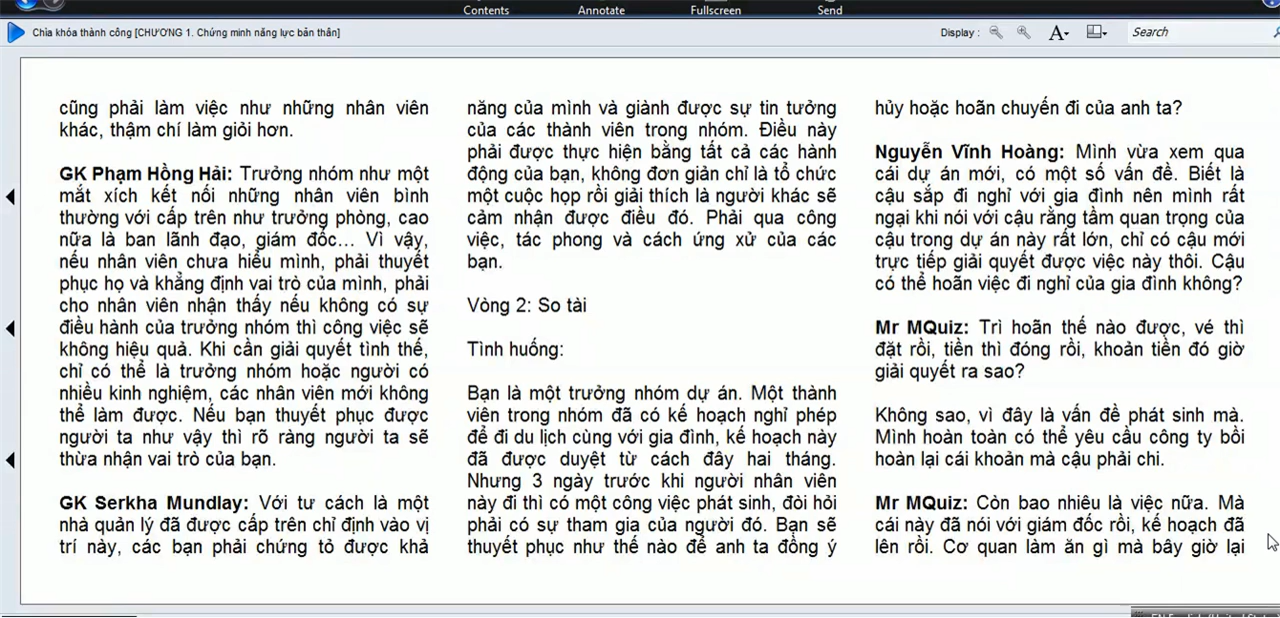 Contents
Annotate
Fullscreen
Send
Chìa khóa thành công [CHƯƠNG 1. Chứng minh năng lực bản thân]
Display :
A
Search
cũng phải làm việc như những nhân viên
khác, thậm chí làm giỏi hơn.
GK Phạm Hồng Hải: Trưởng nhóm như một
mắt xích kết nối những nhân viên bình
thường với cấp trên như trưởng phòng, cao
nữa là ban lãnh đạo, giám đốc... Vì vậy,
nếu nhân viên chưa hiểu mình, phải thuyết
phục họ và khẳng định vai trò của mình, phải
cho nhân viên nhận thấy nếu không có sự
điều hành của trưởng nhóm thì công việc sẽ
không hiệu quả. Khi cần giải quyết tình thế,
chỉ có thể là trưởng nhóm hoặc người có
nhiều kinh nghiệm, các nhân viên mới không
thể làm được. Nếu bạn thuyết phục được
người ta như vậy thì rõ ràng người ta sẽ
thừa nhận vai trò của bạn.
GK Serkha Mundlay: Với tư cách là một
nhà quản lý đã được cấp trên chỉ định vào vị
trí này, các bạn phải chứng tỏ được khả
năng của mình và giành được sự tin tưởng
của các thành viên trong nhóm. Điều này
phải được thực hiện bằng tất cả các hành
động của bạn, không đơn giản chỉ là tổ chức
một cuộc họp rồi giải thích là người khác sẽ
cảm nhận được điều đó. Phải qua công
việc, tác phong và cách ứng xử của các
bạn.
Vòng 2: So tài
Tình huống:
Bạn là một trưởng nhóm dự án. Một thành
viên trong nhóm đã có kế hoạch nghỉ phép
để đi du lịch cùng với gia đình, kế hoạch này
đã được duyệt từ cách đây hai tháng.
Nhưng 3 ngày trước khi người nhân viên
này đi thì có một công việc phát sinh, đòi hỏi
phải có sự tham gia của người đó. Bạn sẽ
thuyết phục như thế nào để anh ta đồng ý
hủy hoặc hoãn chuyến đi của anh ta?
Nguyễn Vĩnh Hoàng: Mình vừa xem qua
cái dự án mới, có một số vấn đề. Biết là
cậu sắp đi nghỉ với gia đình nên mình rất
ngại khi nói với cậu rằng tầm quan trọng của
cậu trong dự án này rất lớn, chỉ có cậu mới
trực tiếp giải quyết được việc này thôi. Cậu
có thể hoãn việc đi nghỉ của gia đình không?
Mr MQuiz: Trì hoãn thế nào được, vé thì
đặt rồi, tiền thì đóng rồi, khoản tiền đó giờ
giải quyết ra sao?
Không sao, vì đây là vấn đề phát sinh mà.
Mình hoàn toàn có thể yêu cầu công ty bồi
hoàn lại cái khoản mà cậu phải chi.
Mr MQuiz: Còn bao nhiêu là việc nữa. Mà
cái này đã nói với giám đốc rồi, kế hoạch đã
lên rồi. Cơ quan làm ăn gì mà bây giờ lại